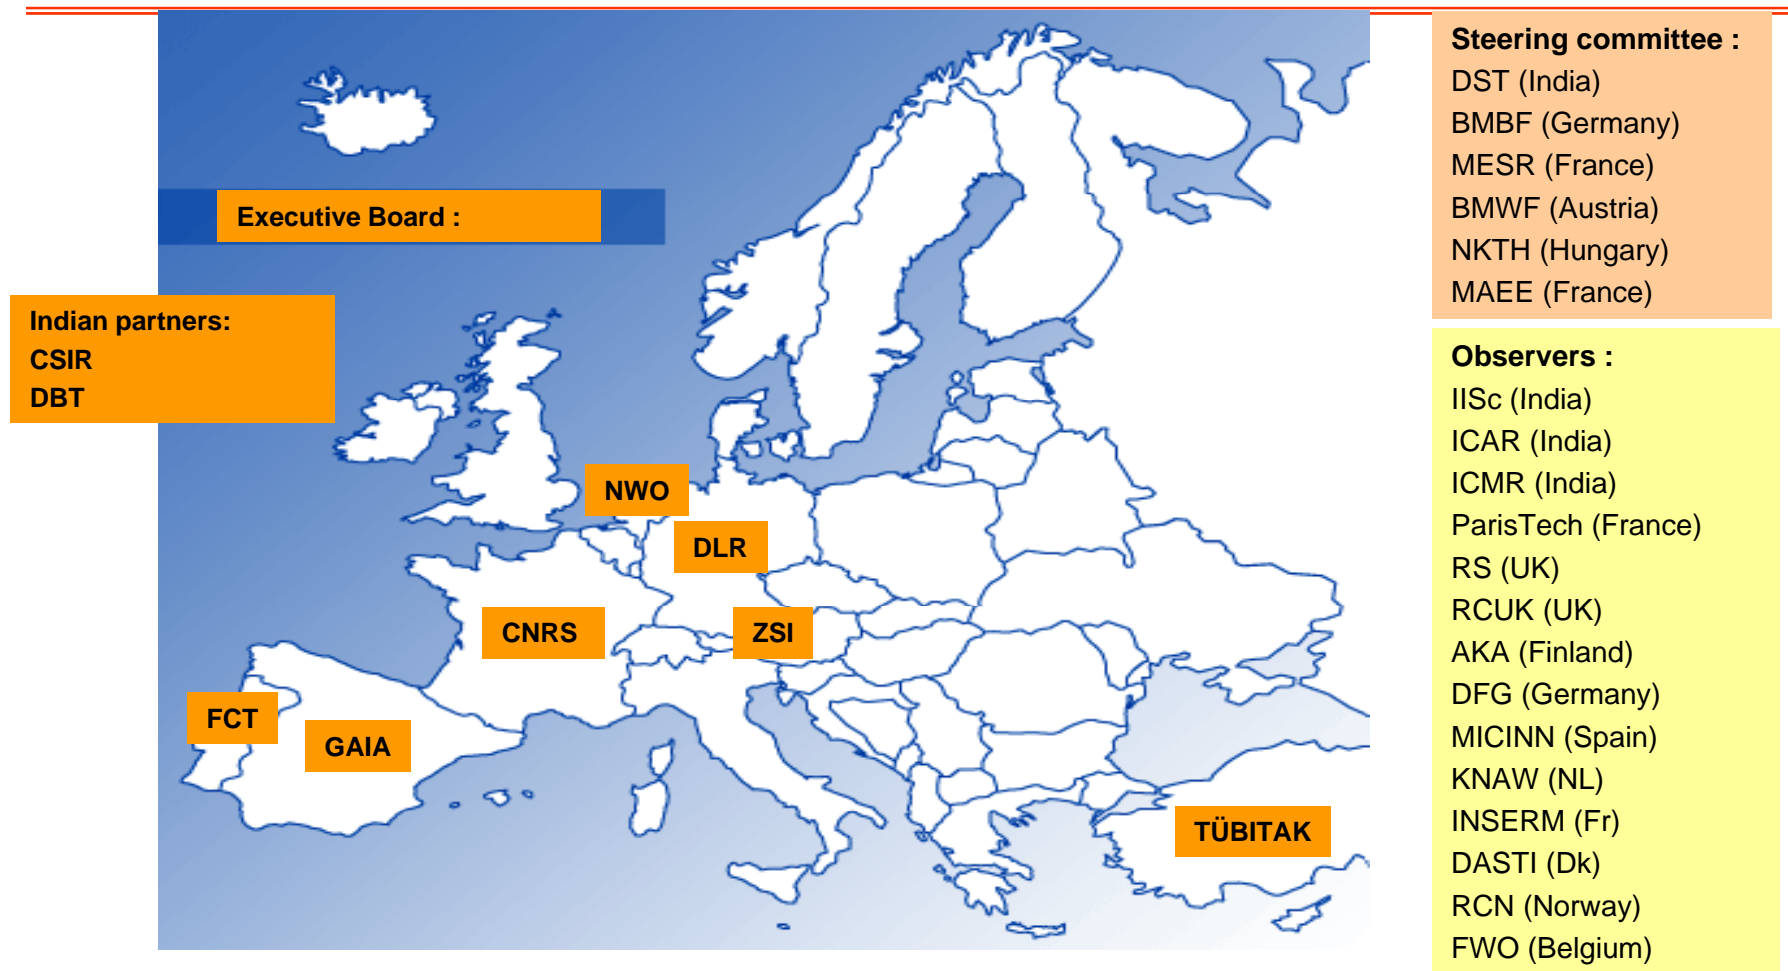 Executive Board :
Indian partners:
CSIR
DBT
NWO
DLR
CNRS
ZSI
FCT
GAIA
TÜBITAK
Steering committee :
DST (India)
BMBF (Germany)
MESR (France)
BMWF (Austria)
NKTH (Hungary)
MAEE (France)
Observers :
IISc (India)
ICAR (India)
ICMR (India)
ParisTech (France)
RS (UK)
RCUK (UK)
AKA (Finland)
DFG (Germany)
MICINN (Spain)
KNAW (NL)
INSERM (Fr)
DASTI (Dk)
RCN (Norway)
FWO (Belgium)